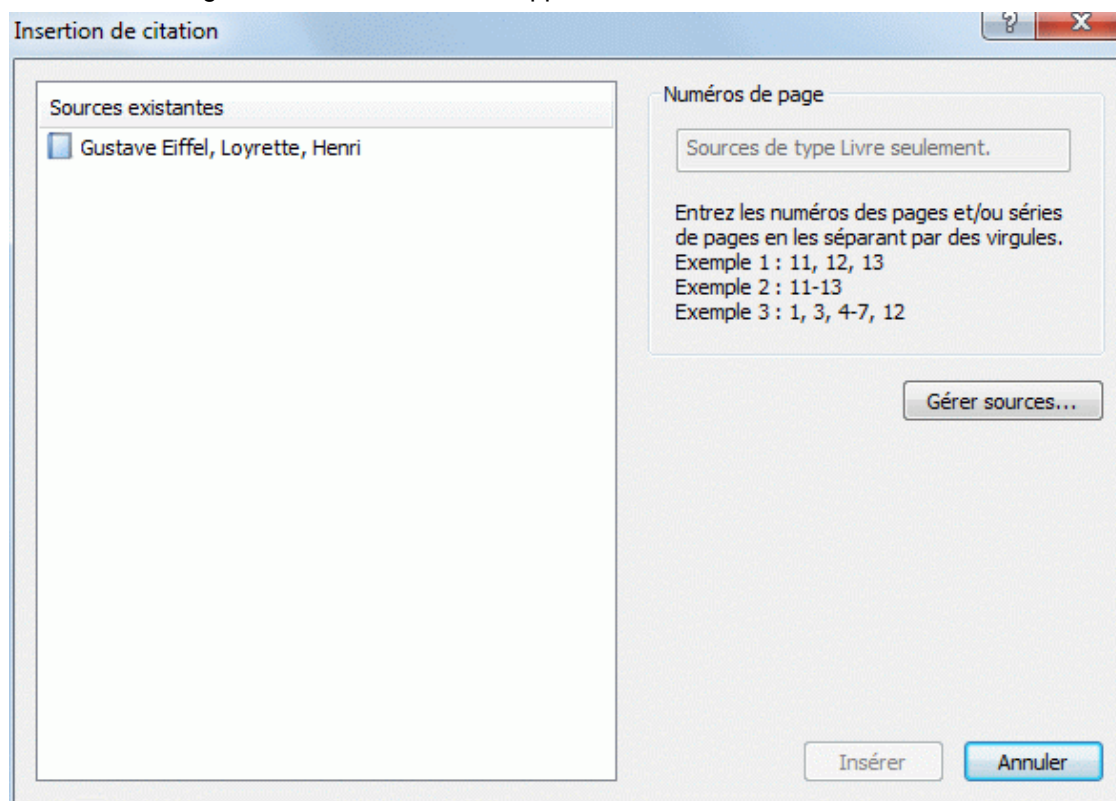 Insertion de citation
Sources existantes
Gustave Eiffel, Loyrette, Henri
Numéros de page
Sources de type Livre seulement.
Entrez les numéros des pages et/ou séries
de pages en les séparant par des virgules.
Exemple 1 : 11, 12, 13
Exemple 2 : 11-13
Exemple 3 : 1, 3, 4-7, 12
Gérer sources...
Insérer
Annuler